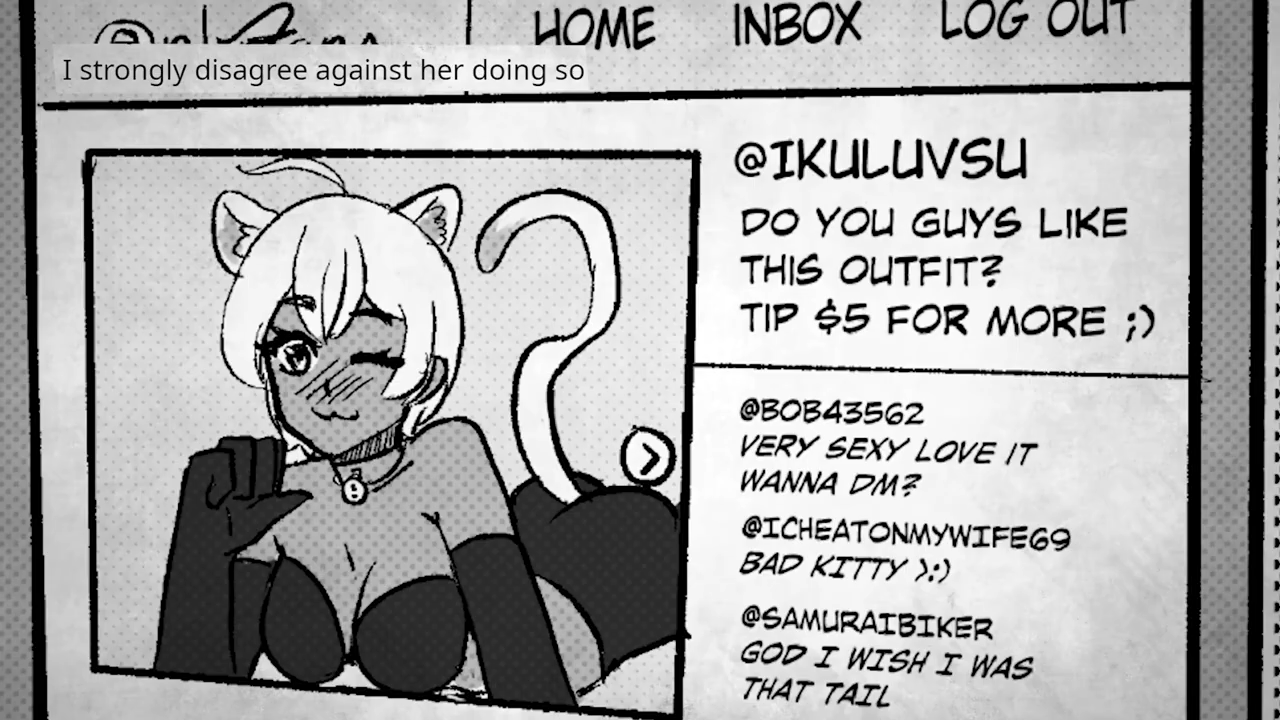 HOME INBOX LOG OUT
I strongly disagree against her doing so
@IKULUVSU
DO YOU GUYS LIKE
THIS OUTFIT?
TIP $5 FOR MORE ;)
@BOB43562
VERY SEXY LOVE IT
WANNA DM?
@ICHEATONMYWIFE69
BAD KITTY >:)
@SAMURAIBIKER
GOD I WISH I WAS
THAT TAIL